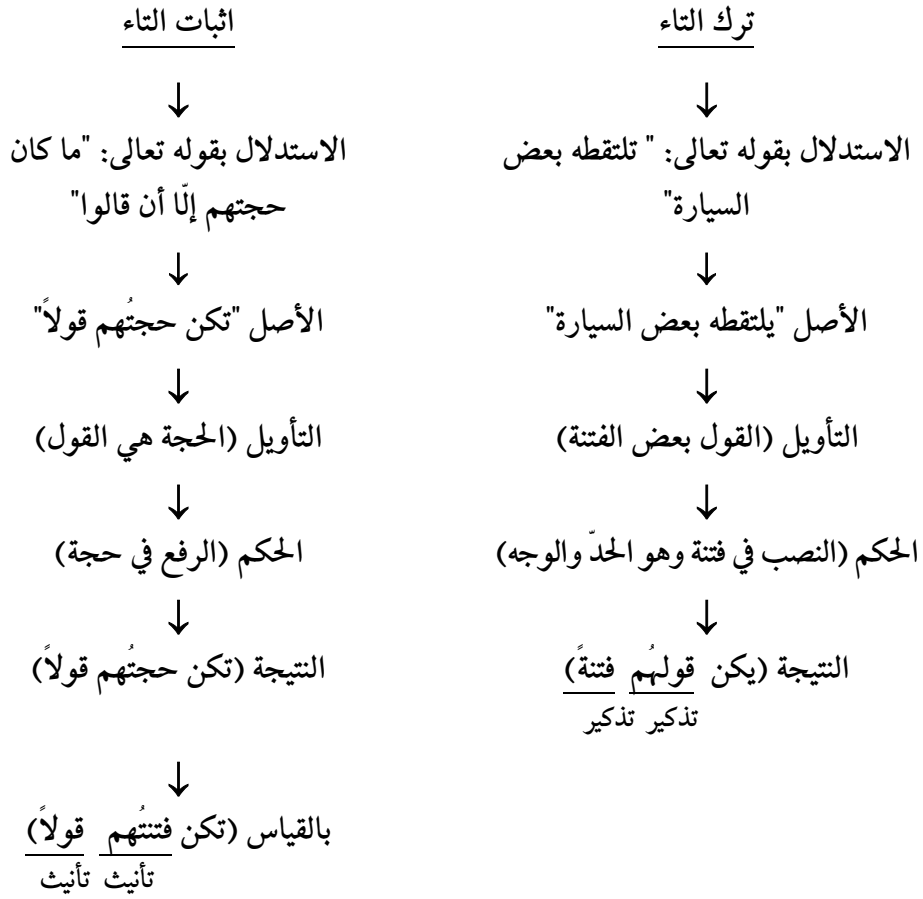 ترك التاء
الاستدلال بقوله تعالى: " تلتقطه بعض
السيارة"
الأصل "يلتقطه بعض السيارة"
التأويل (القول بعض الفتنة)
الحكم (النصب في فتنة وهو الحدّ والوجه)
النتيجة (يكن قولهُم فتنةً)
تذكير تذكير
اثبات التاء
الاستدلال بقوله تعالى: "ما كان
حجتهم إلّا أن قالوا"
الأصل "تكن حجتُهم قولاً"
التأويل (الحجة هي القول)
الحكم (الرفع في حجة)
النتيجة (تكن حجتُهم قولاً)
بالقياس (تكن فتنتُهم قولاً)
تأنيث تأنيث